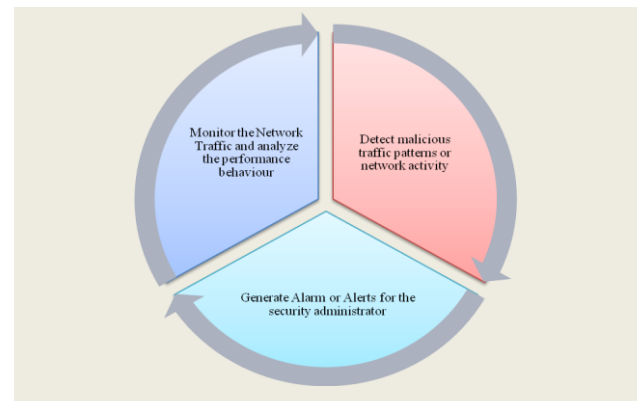 Monitor the Network
Traffic and analyze
the performance
behaviour
Detect malicious
traffic patterns or
network activity
Generate Alarm or Alerts for the
security administrator